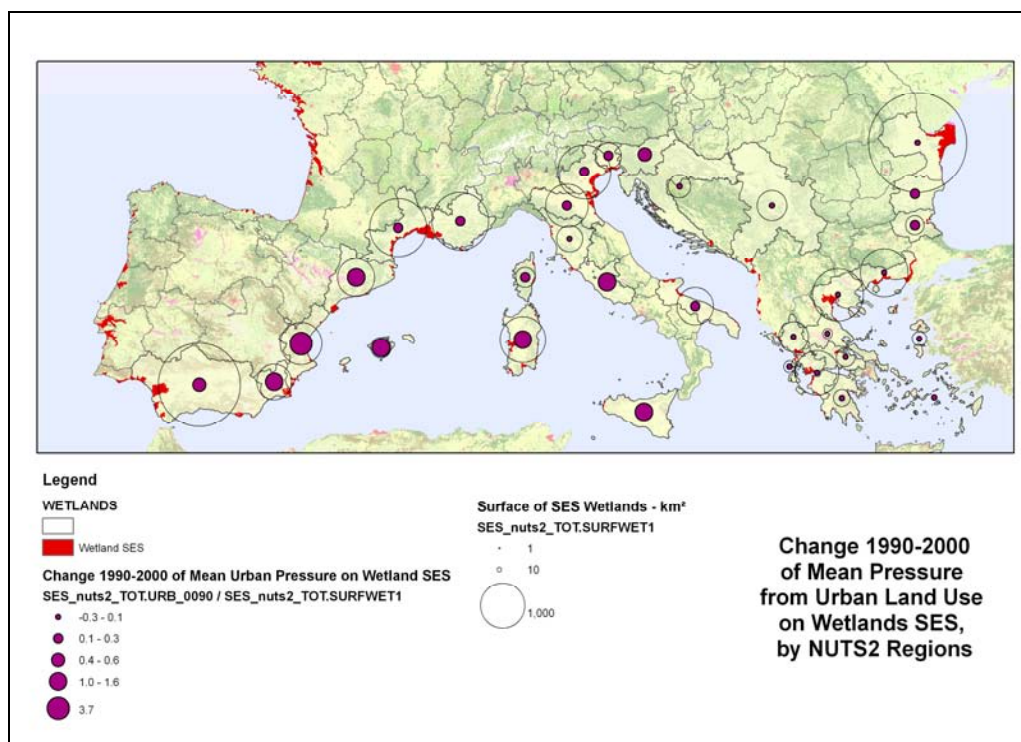 Legend
WETLANDS
Wetland SES
Change 1990-2000 of Mean Urban Pressure on Wetland SES
SES_nuts2_TOT.URB_0090 / SES_nuts2_TOT.SURFWET1
-0.3 - 0.1
0.1 - 0.3
0.4 - 0.6
1.0 - 1.6
3.7
Surface of SES Wetlands - km²
SES_nuts2_TOT.SURFWET1
1
10
1,000
Change 1990-2000
of Mean Pressure
from Urban Land Use
on Wetlands SES,
by NUTS2 Regions